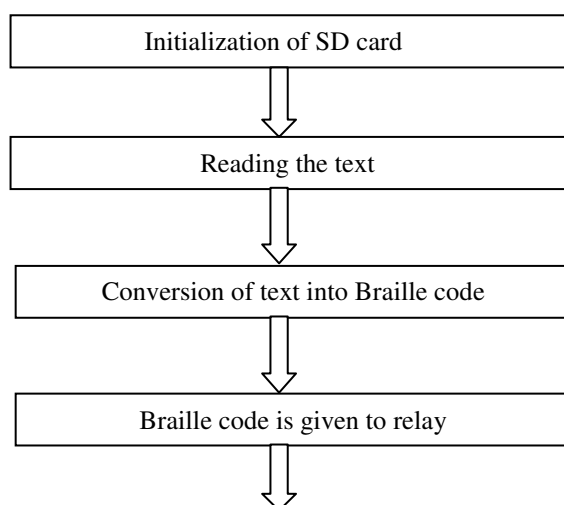 Initialization of SD card
Reading the text
Conversion of text into Braille code
Braille code is given to relay